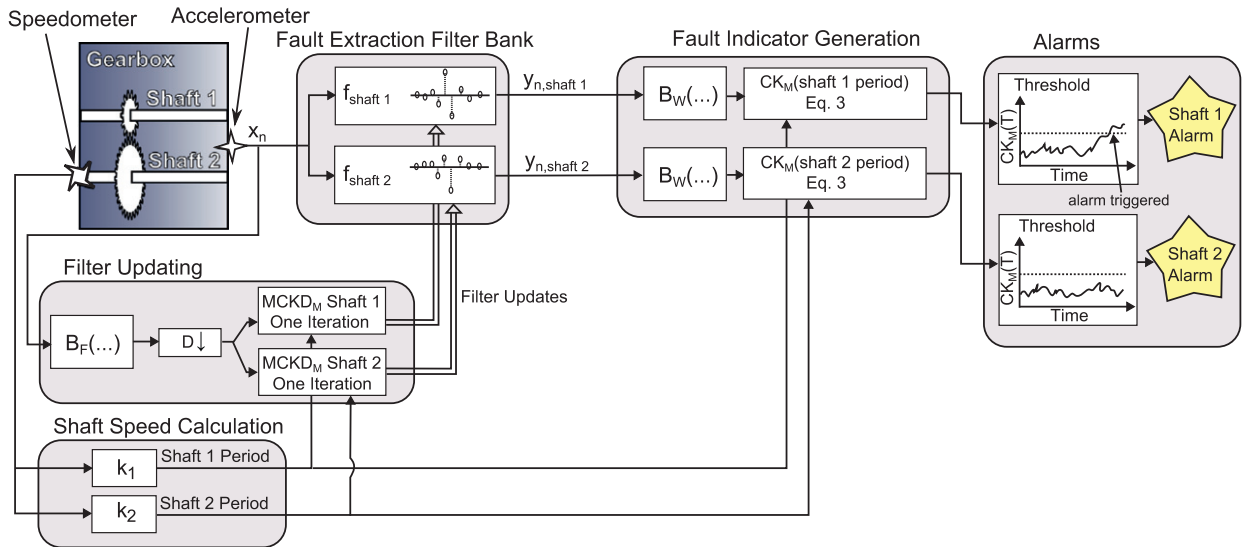 Speedometer
Accelerometer
Gearbox
Shaft 1
Shaft 2
xn
Fault Extraction Filter Bank
fshaft 1
fshaft 2
yn,shaft 1
yn,shaft 2
Fault Indicator Generation
BW(...)
CKM(shaft 1 period)
Eq. 3
BW(...)
CKM(shaft 2 period)
Eq. 3
Alarms
Threshold
CKM(T)
Time
alarm triggered
Shaft 1
Alarm
Threshold
CKM(T)
Time
Shaft 2
Alarm
Filter Updating
BF(...)
D↓
MCKDM Shaft 1
One Iteration
MCKDM Shaft 2
One Iteration
Filter Updates
Shaft Speed Calculation
k1
Shaft 1 Period
k2
Shaft 2 Period